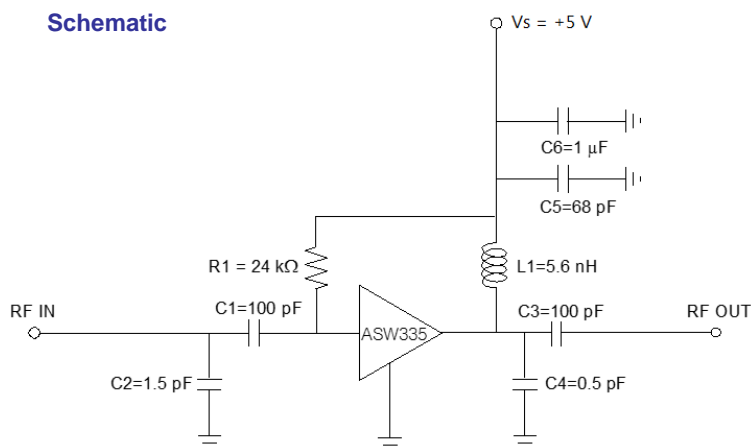 Schematic
Vs = +5 V
C6=1 μF
C5=68 pF
R1 = 24 kΩ
L1=5.6 nH
RF IN
C1=100 pF
ASW335
C3=100 pF
RF OUT
C2=1.5 pF
C4=0.5 pF